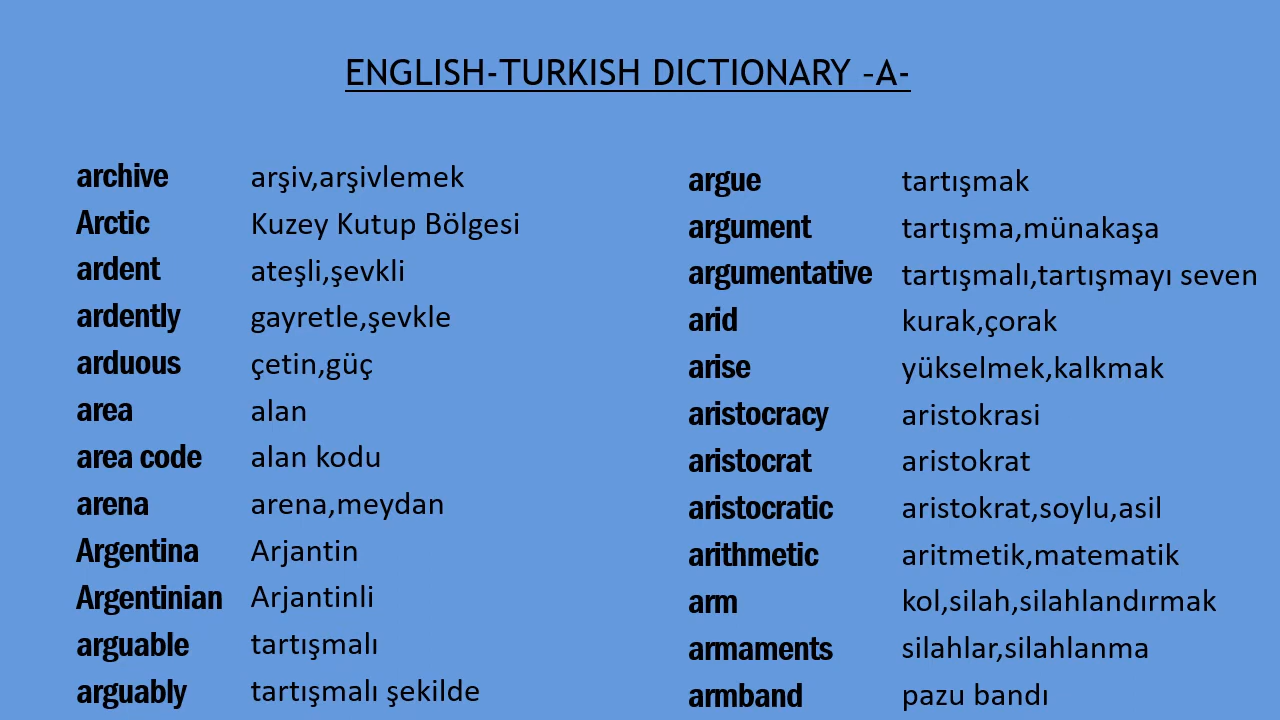 ENGLISH-TURKISH DICTIONARY –A-
archive arşiv,arşivlemek
Arctic Kuzey Kutup Bölgesi
ardent ateşli,şevkli
ardently gayretle,şevkle
arduous çetin,güç
area alan
area code alan kodu
arena arena,meydan
Argentina Arjantin
Argentinian Arjantinli
arguable tartışmalı
arguably tartışmalı şekilde
argue tartışmak
argument tartışma,münakaşa
argumentative tartışmalı,tartışmayı seven
arid kurak,çorak
arise yükselmek,kalkmak
aristocracy aristokrasi
aristocrat aristokrat
aristocratic aristokrat,soylu,asil
arithmetic aritmetik,matematik
arm kol,silah,silahlandırmak
armaments silahlar,silahlanma
armband pazu bandı